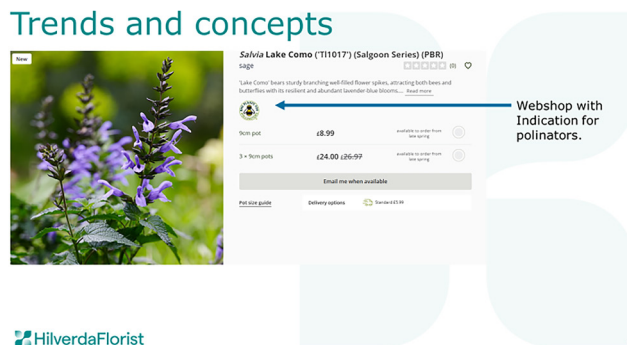 Trends and concepts
New
Salvia Lake Como ('Tl1017') (Salgoon Series) (PBR)
sage
(0)
'Lake Como' bears sturdy branching well-filled flower spikes, attracting both bees and
butterflies with its resilient and abundant lavender-blue blooms.... Read more
Webshop with
Indication for
polinators.
9cm pot
£8.99
available to order from
late spring
3 × 9cm pots
£24.00 £26.97
available to order from
late spring
Email me when available
Pot size guide
Delivery options
Standard £5.99
HilverdaFlorist